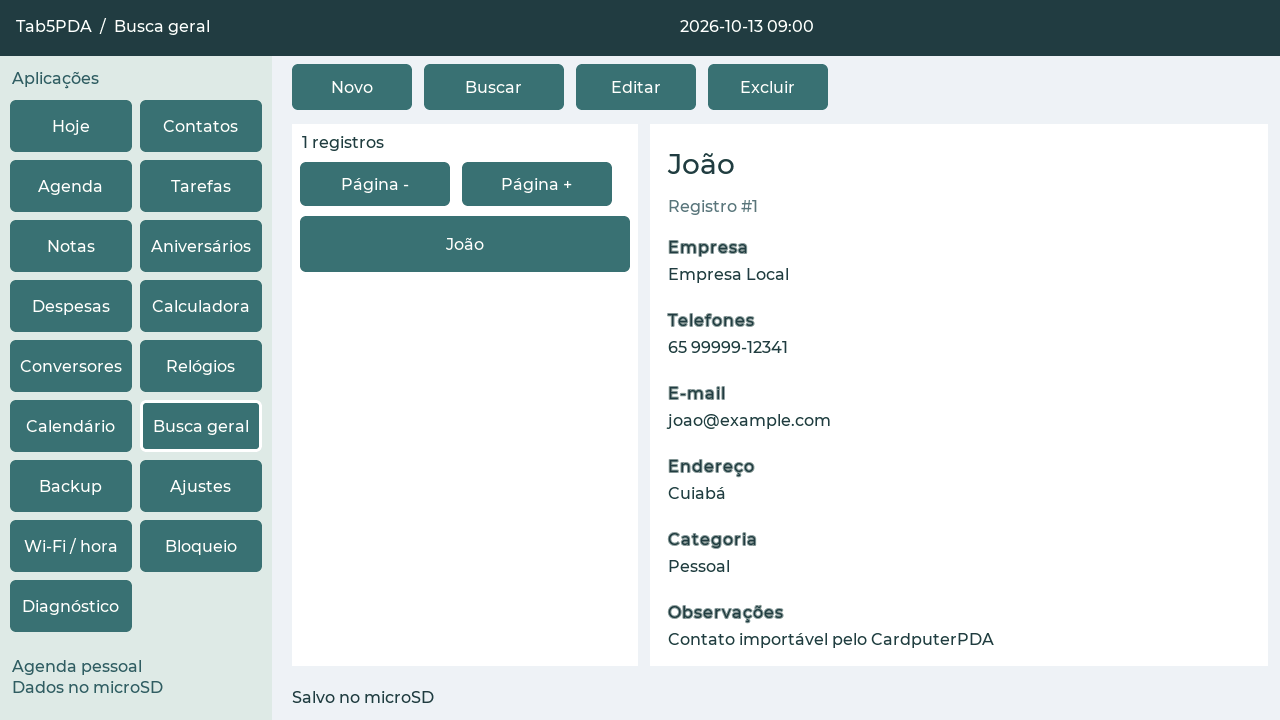 Tab5PDA / Busca geral
2026-10-13 09:00
Aplicações
Hoje
Contatos
Agenda
Tarefas
Notas
Aniversários
Despesas
Calculadora
Conversores
Relógios
Calendário
Busca geral
Backup
Ajustes
Wi-Fi / hora
Bloqueio
Diagnóstico
Agenda pessoal
Dados no microSD
Novo
Buscar
Editar
Excluir
1 registros
Página -
Página +
João
João
Registro #1
Empresa
Empresa Local
Telefones
65 99999-12341
E-mail
joao@example.com
Endereço
Cuiabá
Categoria
Pessoal
Observações
Contato importável pelo CardputerPDA
Salvo no microSD